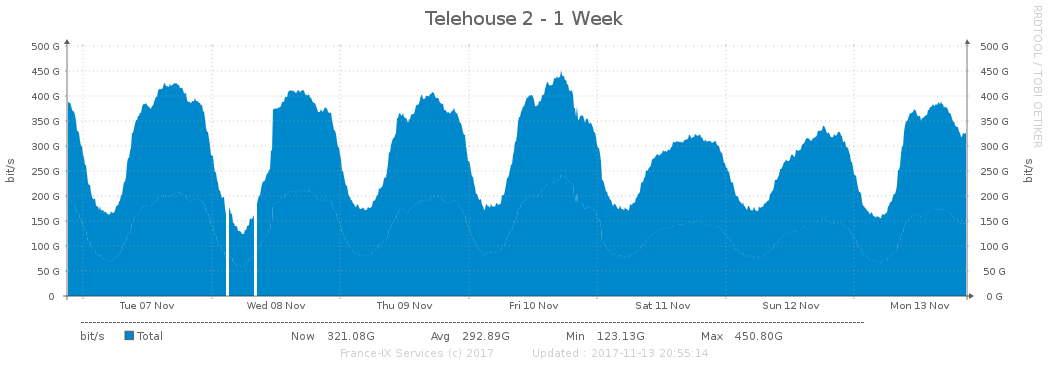 Telehouse 2 - 1 Week
RRDTOOL / TOBI OETIKER
500 G 500 G
450 G 450 G
400 G 400 G
350 G 350 G
300 G 300 G
250 G 250 G
200 G 200 G
150 G 150 G
100 G 100 G
50 G 50 G
0 0 G
bit/s bit/s
Tue 07 Nov Wed 08 Nov Thu 09 Nov Fri 10 Nov Sat 11 Nov Sun 12 Nov Mon 13 Nov
bit/s Total Now 321.08G Avg 292.89G Min 123.13G Max 450.80G
France-IX Services (c) 2017 Updated : 2017-11-13 20:55:14